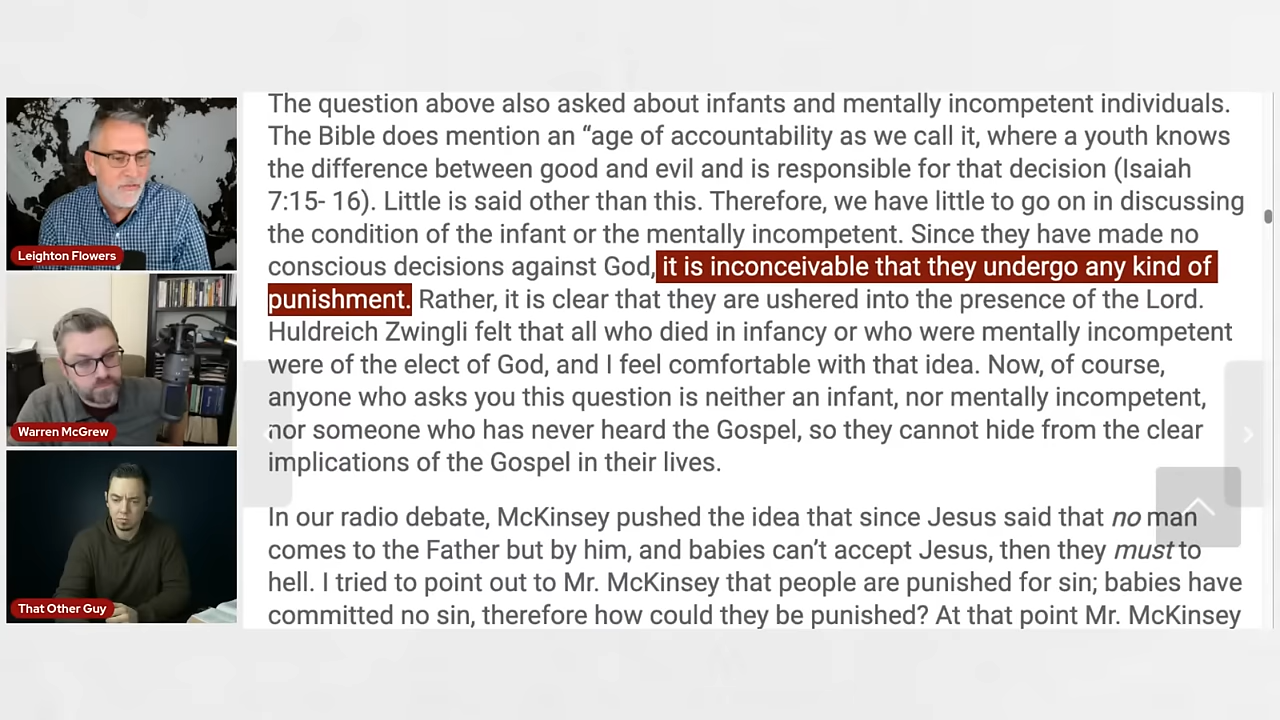 Leighton Flowers
Warren McGrew
That Other Guy
The question above also asked about infants and mentally incompetent individuals.
The Bible does mention an “age of accountability as we call it, where a youth knows
the difference between good and evil and is responsible for that decision (Isaiah
7:15- 16). Little is said other than this. Therefore, we have little to go on in discussing
the condition of the infant or the mentally incompetent. Since they have made no
conscious decisions against God, it is inconceivable that they undergo any kind of
punishment. Rather, it is clear that they are ushered into the presence of the Lord.
Huldreich Zwingli felt that all who died in infancy or who were mentally incompetent
were of the elect of God, and I feel comfortable with that idea. Now, of course,
anyone who asks you this question is neither an infant, nor mentally incompetent,
nor someone who has never heard the Gospel, so they cannot hide from the clear
implications of the Gospel in their lives.
In our radio debate, McKinsey pushed the idea that since Jesus said that no man
comes to the Father but by him, and babies can’t accept Jesus, then they must to
hell. I tried to point out to Mr. McKinsey that people are punished for sin; babies have
committed no sin, therefore how could they be punished? At that point Mr. McKinsey